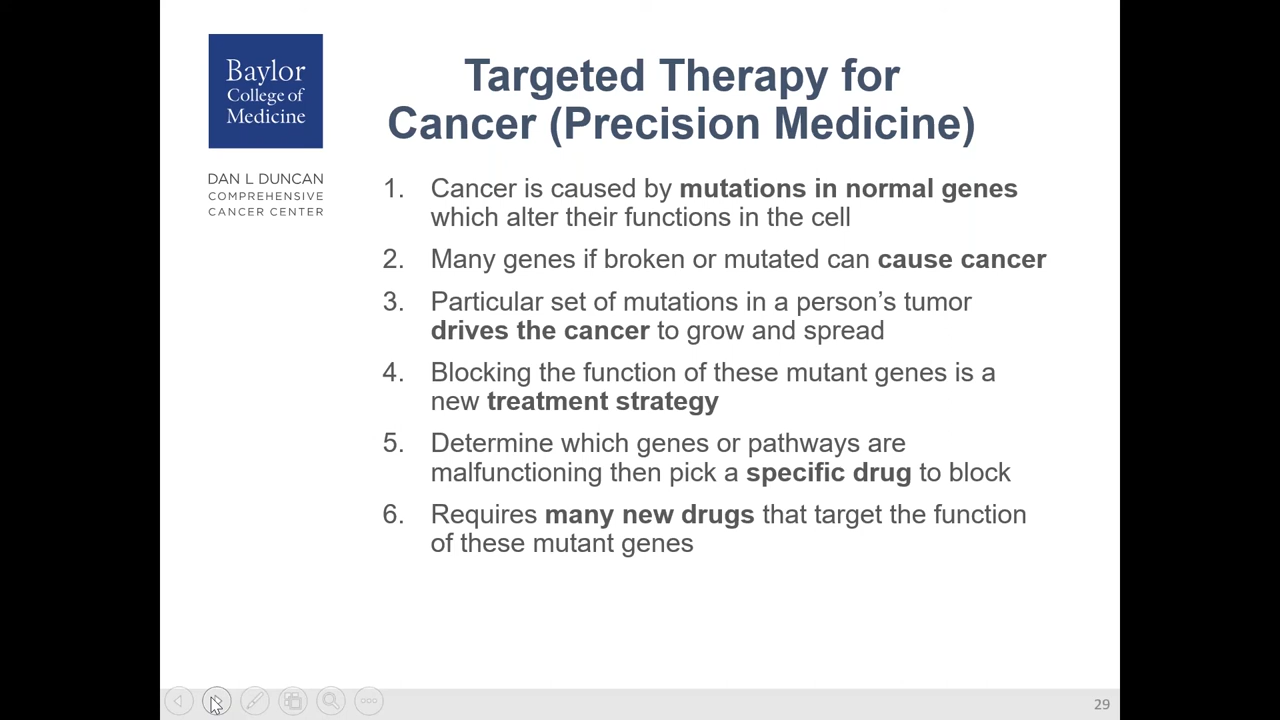 Baylor
College of
Medicine
DAN L DUNCAN
COMPREHENSIVE
CANCER CENTER
Targeted Therapy for
Cancer (Precision Medicine)
1. Cancer is caused by mutations in normal genes
which alter their functions in the cell
2. Many genes if broken or mutated can cause cancer
3. Particular set of mutations in a person’s tumor
drives the cancer to grow and spread
4. Blocking the function of these mutant genes is a
new treatment strategy
5. Determine which genes or pathways are
malfunctioning then pick a specific drug to block
6. Requires many new drugs that target the function
of these mutant genes
29